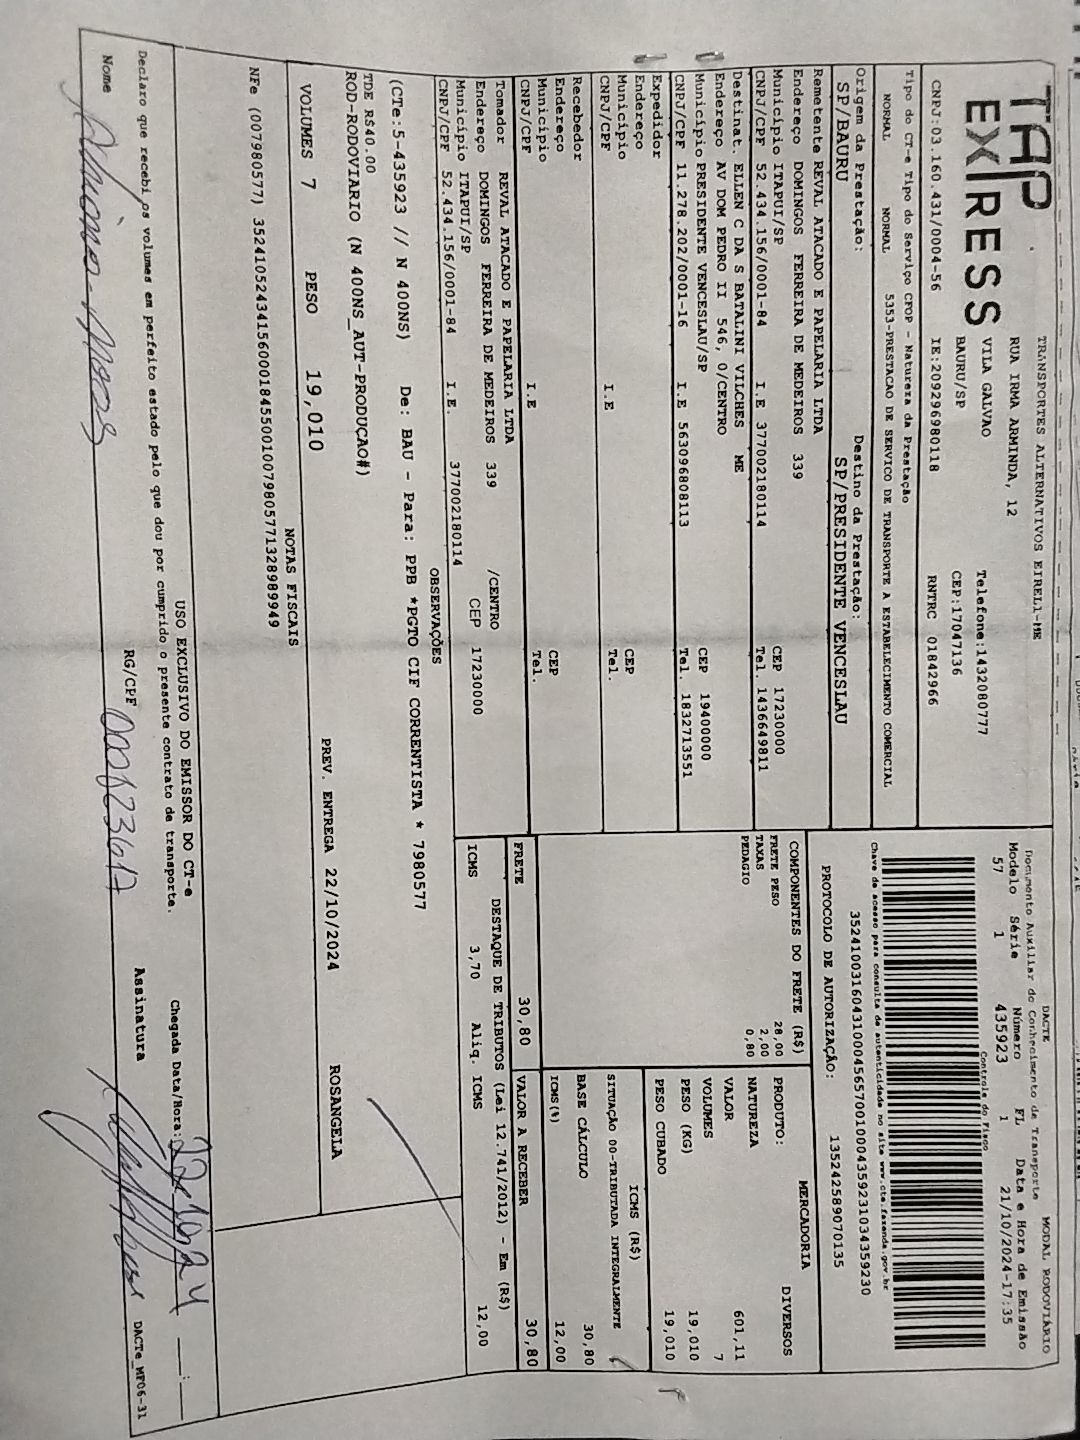 TAP
EXPRESS
TRANSPORTES ALTERNATIVOS EIRELI-ME
RUA IRMA ARMINDA, 12
VILA GALVAO Telefone:1432080777
BAURU/SP CEP:17047136
CNPJ:03.160.431/0004-56 IE:209296980118 RNTRC 01842966
Tipo do CT-e Tipo do Serviço CFOP - Natureza da Prestação
NORMAL NORMAL 5353-PRESTACAO DE SERVICO DE TRANSPORTE A ESTABELECIMENTO COMERCIAL
Origem da Prestação: Destino da Prestação:
SP/BAURU SP/PRESIDENTE VENCESLAU
DACTE MODAL RODOVIÁRIO
Documento Auxiliar do Conhecimento de Transporte
Modelo Série Número FL Data e Hora de Emissão
57 1 435923 1 21/10/2024-17:35
Controle do Fisco
Chave de acesso para consulta de autenticidade no site www.cte.fazenda.gov.br
35241003160431000456570010004359231034359230
PROTOCOLO DE AUTORIZAÇÃO: 135242589070135
Remetente REVAL ATACADO E PAPELARIA LTDA
Endereço DOMINGOS FERREIRA DE MEDEIROS 339
Município ITAPUI/SP CEP 17230000
CNPJ/CPF 52.434.156/0001-84 I.E 377002180114 Tel. 1436649811
Destinat. ELLEN C DA S BATALINI VILCHES ME
Endereço AV DOM PEDRO II 546, 0/CENTRO
Município PRESIDENTE VENCESLAU/SP CEP 19400000
CNPJ/CPF 11.278.202/0001-16 I.E 563096808113 Tel. 1832713551
Expedidor
Endereço
Município CEP
CNPJ/CPF I.E Tel.
Recebedor
Endereço
Município CEP
CNPJ/CPF I.E Tel.
Tomador REVAL ATACADO E PAPELARIA LTDA
Endereço DOMINGOS FERREIRA DE MEDEIROS 339 /CENTRO
Município ITAPUI/SP CEP 17230000
CNPJ/CPF 52.434.156/0001-84 I.E. 377002180114
COMPONENTES DO FRETE (R$)
FRETE PESO 28,00
TAXAS 2,00
PEDAGIO 0,80
MERCADORIA
PRODUTO: DIVERSOS
NATUREZA
VALOR 601,11
VOLUMES 7
PESO (KG) 19,010
PESO CUBADO 19,010
ICMS (R$)
SITUAÇÃO 00-TRIBUTADA INTEGRALMENTE
BASE CÁLCULO 30,80
ICMS(%) 12,00
FRETE 30,80 VALOR A RECEBER 30,80
DESTAQUE DE TRIBUTOS (Lei 12.741/2012) - Em (R$)
ICMS 3,70 Aliq. ICMS 12,00
OBSERVAÇÕES
(CTe:5-435923 // N 400NS) De: BAU - Para: PPB *PGTO CIF CORRENTISTA * 7980577
TDE R$40.00
ROD-RODOVIARIO (N 400NS_AUT-PRODUÇAO#)
VOLUMES 7 PESO 19,010 PREV. ENTREGA 22/10/2024 ROSANGELA
NOTAS FISCAIS
NFe (007980577) 35241052434156000184550010079805771328989949
USO EXCLUSIVO DO EMISSOR DO CT-e
Declaro que recebi os volumes em perfeito estado pelo que dou por cumprido o presente contrato de transporte.
Chegada Data/Hora: 22/10/24 __:__
Nome RG/CPF Assinatura
DACTe_MF06-31